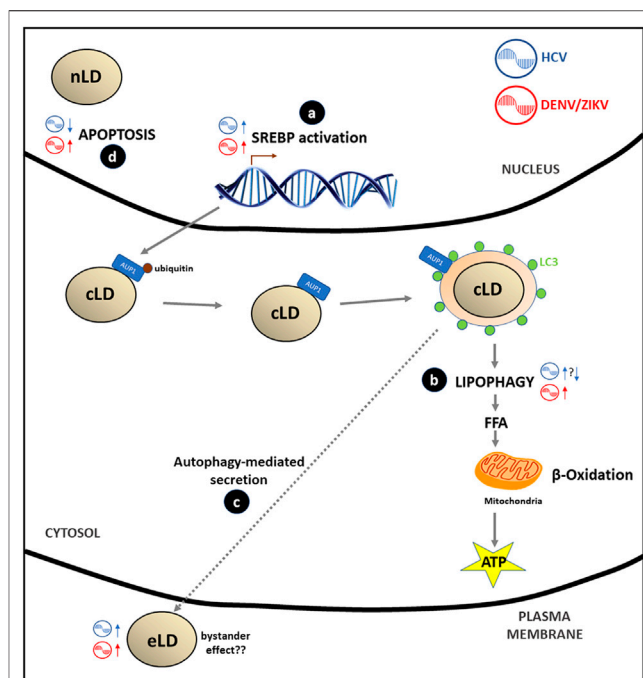 nLD
HCV
DENV/ZIKV
a
APOPTOSIS
SREBP activation
d
NUCLEUS
AUP1
ubiquitin
cLD
AUP1
cLD
AUP1
LC3
cLD
b
LIPOPHAGY
?
FFA
Autophagy-mediated
secretion
c
β-Oxidation
Mitochondria
CYTOSOL
ATP
PLASMA
MEMBRANE
eLD
bystander
effect??